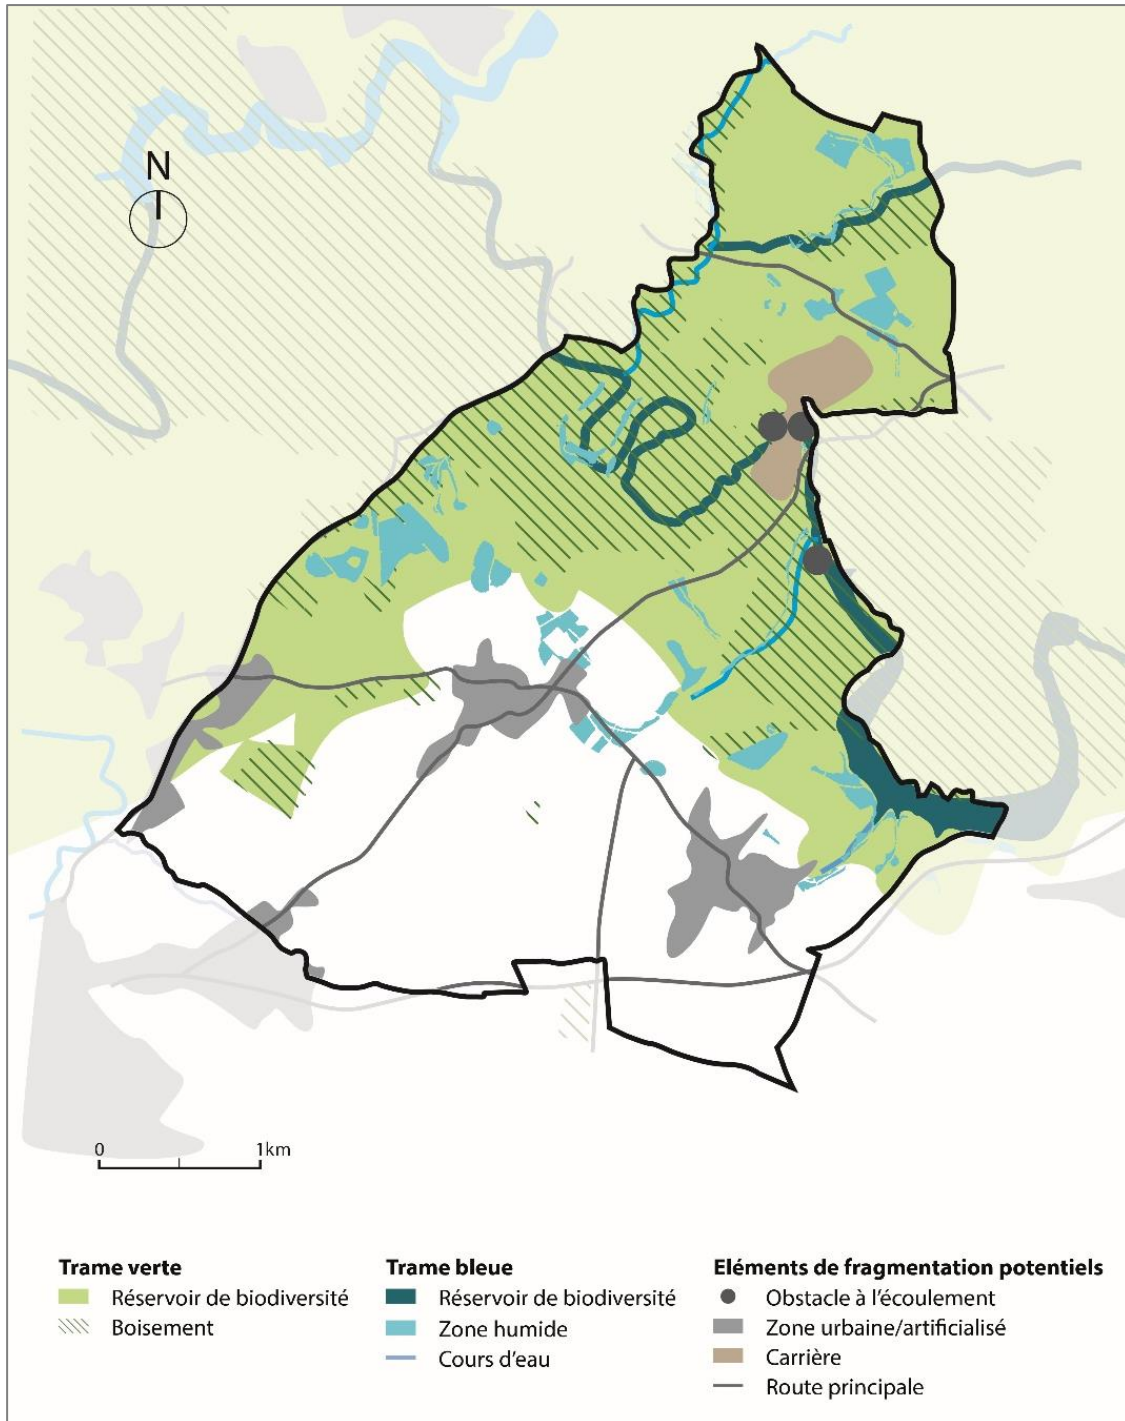 N
0 1km
Trame verte
Réservoir de biodiversité
Boisement
Trame bleue
Réservoir de biodiversité
Zone humide
Cours d'eau
Eléments de fragmentation potentiels
Obstacle à l'écoulement
Zone urbaine/artificialisé
Carrière
Route principale